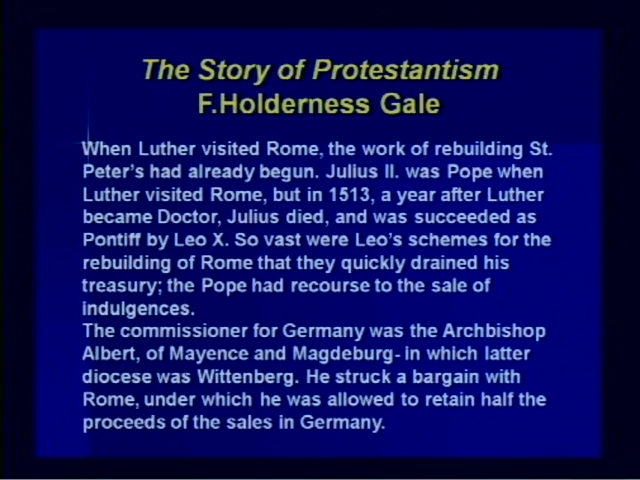 The Story of Protestantism
F.Holderness Gale
When Luther visited Rome, the work of rebuilding St.
Peter's had already begun. Julius II. was Pope when
Luther visited Rome, but in 1513, a year after Luther
became Doctor, Julius died, and was succeeded as
Pontiff by Leo X. So vast were Leo's schemes for the
rebuilding of Rome that they quickly drained his
treasury; the Pope had recourse to the sale of
indulgences.
The commissioner for Germany was the Archbishop
Albert, of Mayence and Magdeburg- in which latter
diocese was Wittenberg. He struck a bargain with
Rome, under which he was allowed to retain half the
proceeds of the sales in Germany.